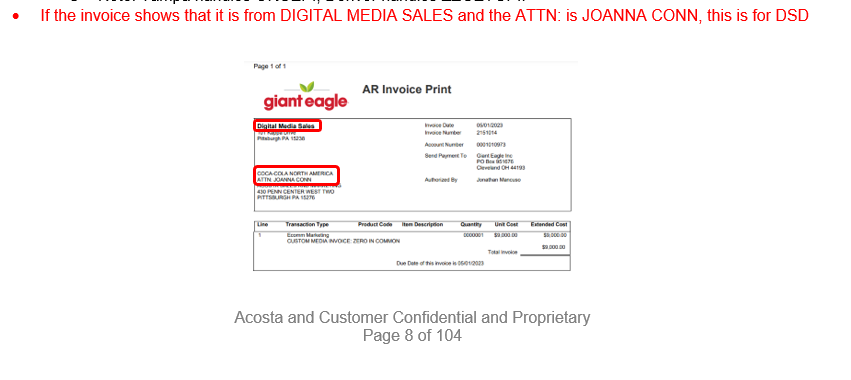 If the invoice shows that it is from DIGITAL MEDIA SALES and the ATTN: is JOANNA CONN, this is for DSD
Page 1 of 1
giant eagle
AR Invoice Print
Digital Media Sales
Pittsburgh PA 15238
Invoice Date 05/01/2023
Invoice Number 2151014
Account Number 0001010973
Send Payment To Giant Eagle Inc
PO Box 951676
Cleveland OH 44193
COCA-COLA NORTH AMERICA
ATTN: JOANNA CONN
430 PENN CENTER WEST TWO
PITTSBURGH PA 15276
Authorized By Jonathan Mancuso
Line Transaction Type Product Code Item Description Quantity Unit Cost Extended Cost
1 Ecomm Marketing 0000001 $9,000.00 $9,000.00
CUSTOM MEDIA INVOICE: ZERO IN COMMON
$9,000.00
Total Invoice
Due Date of this invoice is 05/01/2023
Acosta and Customer Confidential and Proprietary
Page 8 of 104